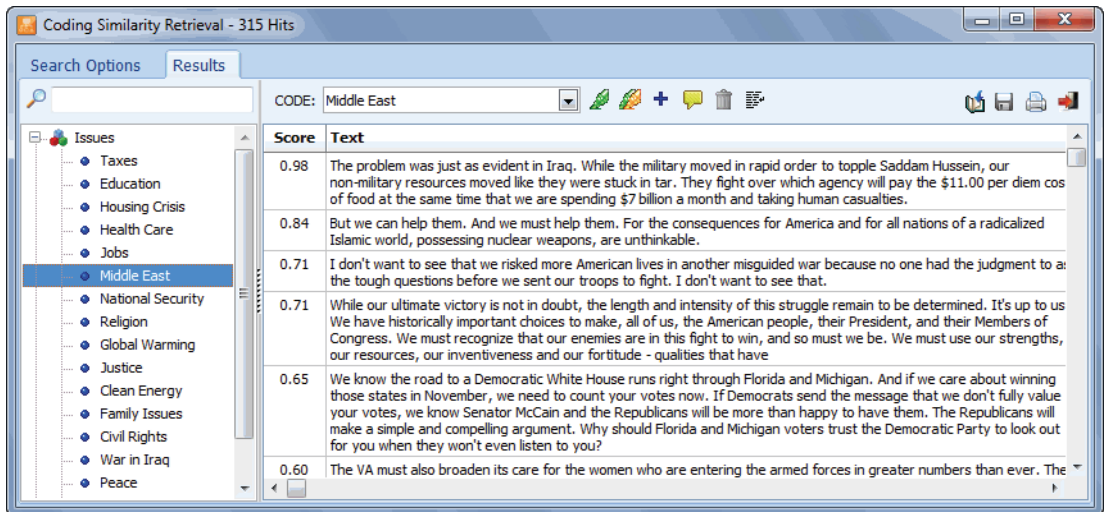 Coding Similarity Retrieval - 315 Hits
Search Options
Results
CODE: Middle East
Issues
Taxes
Education
Housing Crisis
Health Care
Jobs
Middle East
National Security
Religion
Global Warming
Justice
Clean Energy
Family Issues
Civil Rights
War in Iraq
Peace
Score Text
0.98 The problem was just as evident in Iraq. While the military moved in rapid order to topple Saddam Hussein, our
non-military resources moved like they were stuck in tar. They fight over which agency will pay the $11.00 per diem cos
of food at the same time that we are spending $7 billion a month and taking human casualties.
0.84 But we can help them. And we must help them. For the consequences for America and for all nations of a radicalized
Islamic world, possessing nuclear weapons, are unthinkable.
0.71 I don't want to see that we risked more American lives in another misguided war because no one had the judgment to as
the tough questions before we sent our troops to fight. I don't want to see that.
0.71 While our ultimate victory is not in doubt, the length and intensity of this struggle remain to be determined. It's up to us
We have historically important choices to make, all of us, the American people, their President, and their Members of
Congress. We must recognize that our enemies are in this fight to win, and so must we be. We must use our strengths,
our resources, our inventiveness and our fortitude - qualities that have
0.65 We know the road to a Democratic White House runs right through Florida and Michigan. And if we care about winning
those states in November, we need to count your votes now. If Democrats send the message that we don't fully value
your votes, we know Senator McCain and the Republicans will be more than happy to have them. The Republicans will
make a simple and compelling argument. Why should Florida and Michigan voters trust the Democratic Party to look out
for you when they won't even listen to you?
0.60 The VA must also broaden its care for the women who are entering the armed forces in greater numbers than ever. The